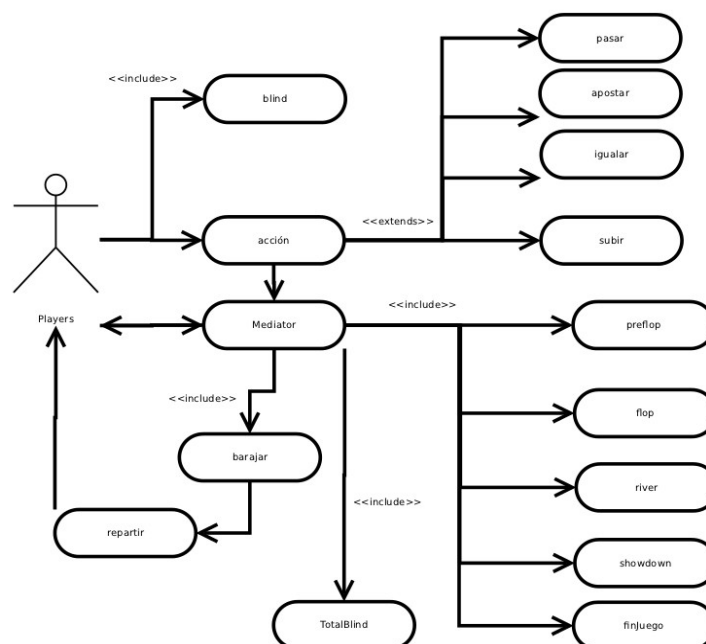 pasar
<<include>>
blind
apostar
igualar
<<extends>>
acción
subir
<<include>>
Players
Mediator
preflop
<<include>>
flop
barajar
river
<<include>>
repartir
showdown
TotalBlind
finJuego